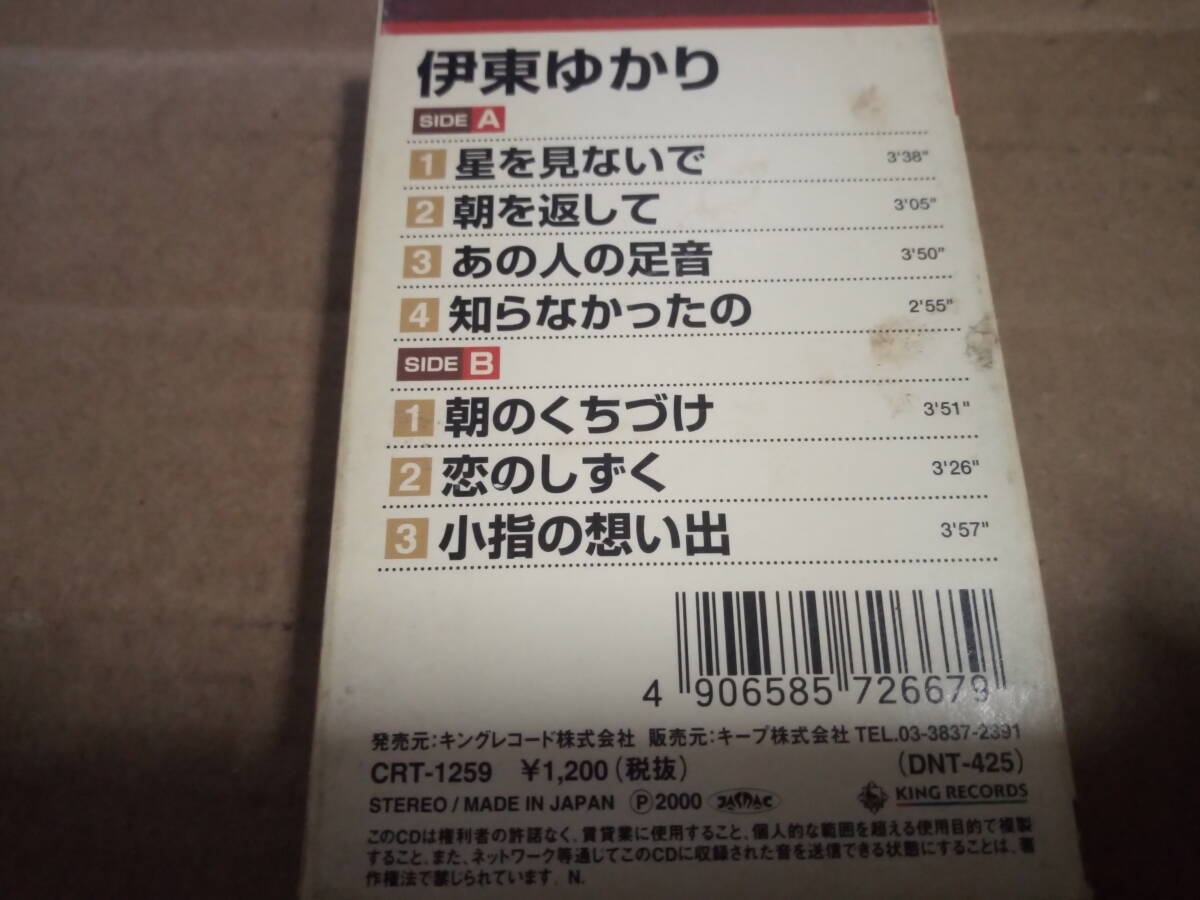 伊東ゆかり
SIDE A
1 星を見ないで 3'38"
2 朝を返して 3'05"
3 あの人の足音 3'50"
4 知らなかったの 2'55"
SIDE B
1 朝のくちづけ 3'51"
2 恋のしずく 3'26"
3 小指の想い出 3'57"
4 906585 726679
発売元:キングレコード株式会社 販売元:キープ株式会社 TEL.03-3837-2391
CRT-1259 ¥1,200(税抜) (DNT-425)
STEREO/MADE IN JAPAN Ⓟ2000 JASRAC KING RECORDS
このCDは権利者の許諾なく、賃貸業に使用すること、個人的な範囲を超える使用目的で複製
すること、また、ネットワーク等通してこのCDに収録された音を送信できる状態にすることは、著
作権法で禁じられています。N.